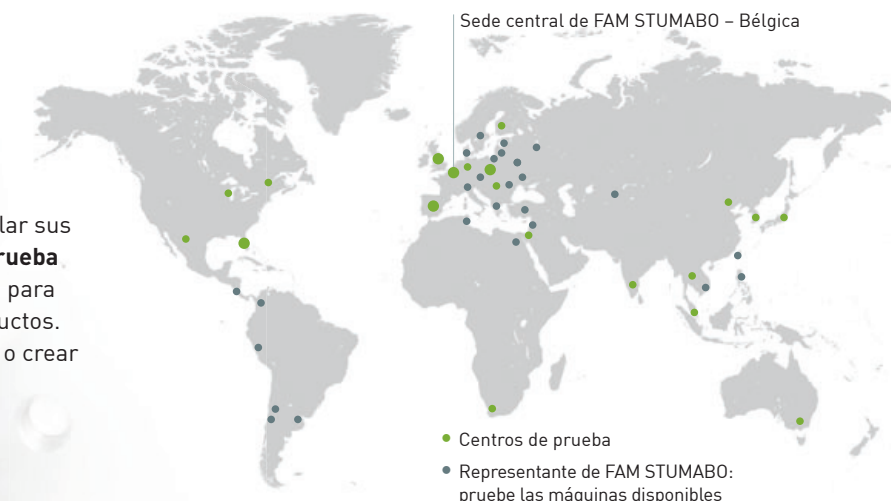 Sede central de FAM STUMABO – Bélgica
lar sus
rueba
para
uctos.
o crear
Centros de prueba
Representante de FAM STUMABO:
pruebe las máquinas disponibles